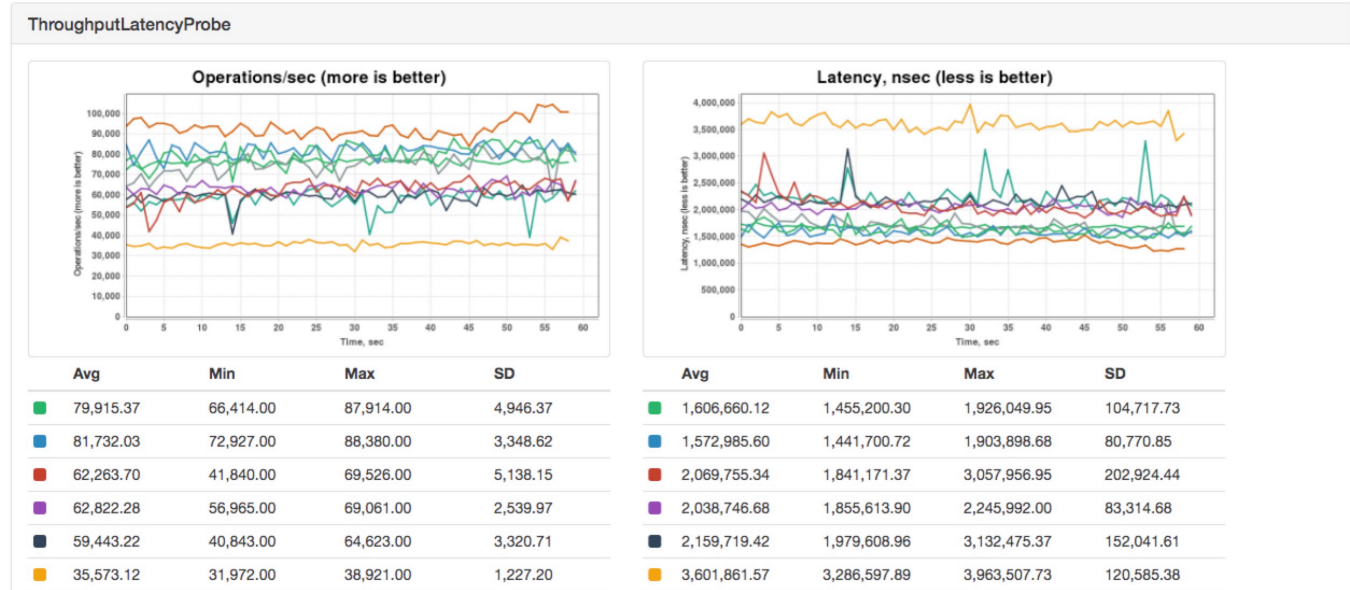 ThroughputLatencyProbe
Operations/sec (more is better)
Operations/sec (more is better)
100,000
90,000
80,000
70,000
60,000
50,000
40,000
30,000
20,000
10,000
0
0 5 10 15 20 25 30 35 40 45 50 55 60
Time, sec
Avg Min Max SD
79,915.37 66,414.00 87,914.00 4,946.37
81,732.03 72,927.00 88,380.00 3,348.62
62,263.70 41,840.00 69,526.00 5,138.15
62,822.28 56,965.00 69,061.00 2,539.97
59,443.22 40,843.00 64,623.00 3,320.71
35,573.12 31,972.00 38,921.00 1,227.20
Latency, nsec (less is better)
Latency, nsec (less is better)
4,000,000
3,500,000
3,000,000
2,500,000
2,000,000
1,500,000
1,000,000
500,000
0
0 5 10 15 20 25 30 35 40 45 50 55 60
Time, sec
Avg Min Max SD
1,606,660.12 1,455,200.30 1,926,049.95 104,717.73
1,572,985.60 1,441,700.72 1,903,898.68 80,770.85
2,069,755.34 1,841,171.37 3,057,956.95 202,924.44
2,038,746.68 1,855,613.90 2,245,992.00 83,314.68
2,159,719.42 1,979,608.96 3,132,475.37 152,041.61
3,601,861.57 3,286,597.89 3,963,507.73 120,585.38